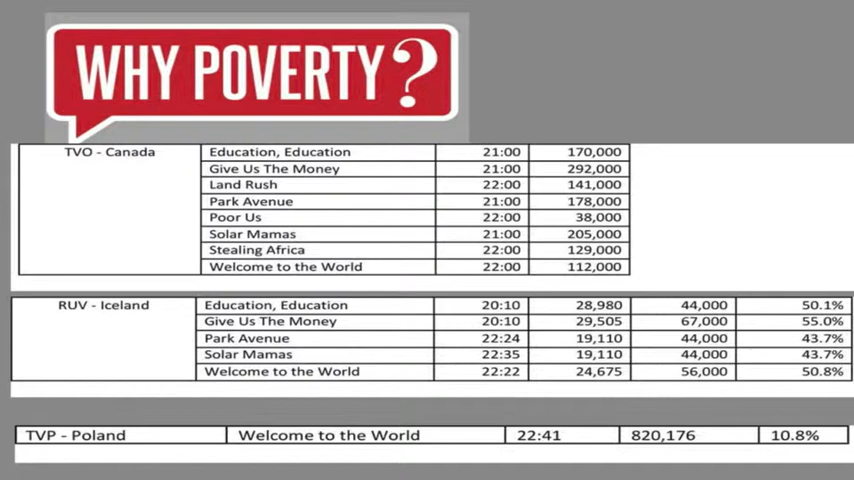 WHY POVERTY?
TVO - Canada Education, Education 21:00 170,000
Give Us The Money 21:00 292,000
Land Rush 22:00 141,000
Park Avenue 21:00 178,000
Poor Us 22:00 38,000
Solar Mamas 21:00 205,000
Stealing Africa 22:00 129,000
Welcome to the World 22:00 112,000
RUV - Iceland Education, Education 20:10 28,980 44,000 50.1%
Give Us The Money 20:10 29,505 67,000 55.0%
Park Avenue 22:24 19,110 44,000 43.7%
Solar Mamas 22:35 19,110 44,000 43.7%
Welcome to the World 22:22 24,675 56,000 50.8%
TVP - Poland Welcome to the World 22:41 820,176 10.8%